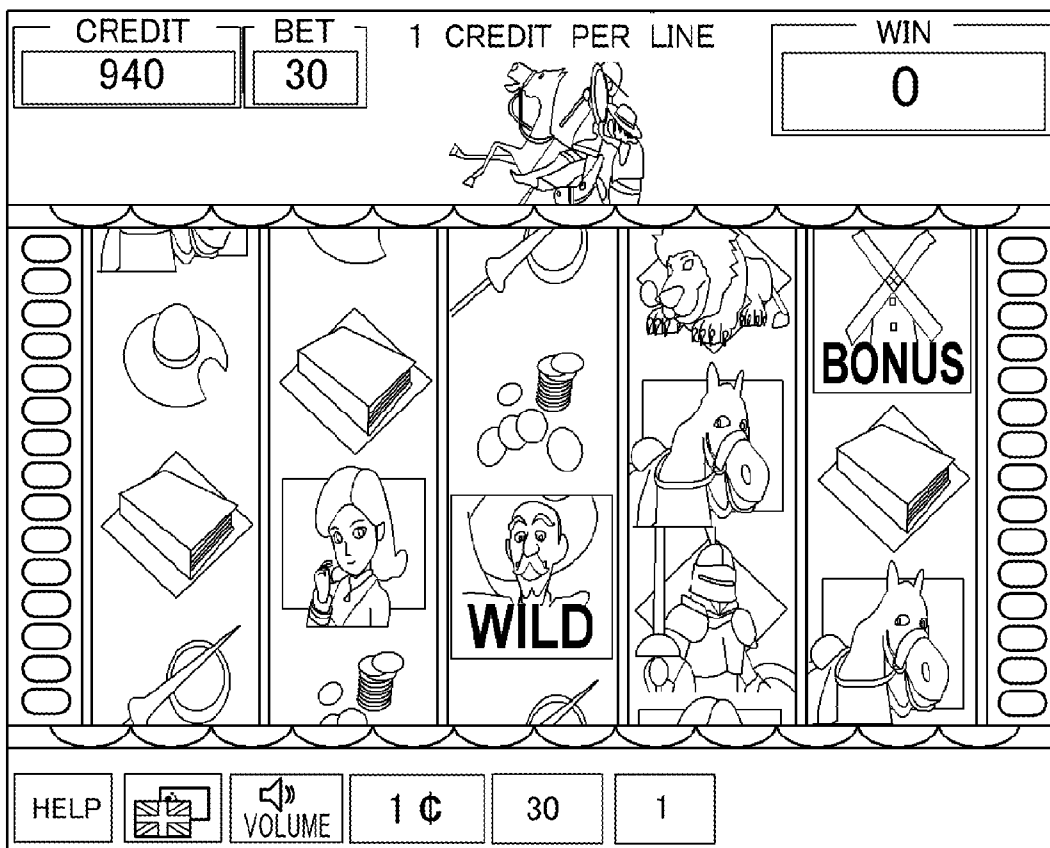 CREDIT
940
BET
30
1 CREDIT PER LINE
WIN
0
BONUS
WILD
HELP
VOLUME
1 ¢
30
1